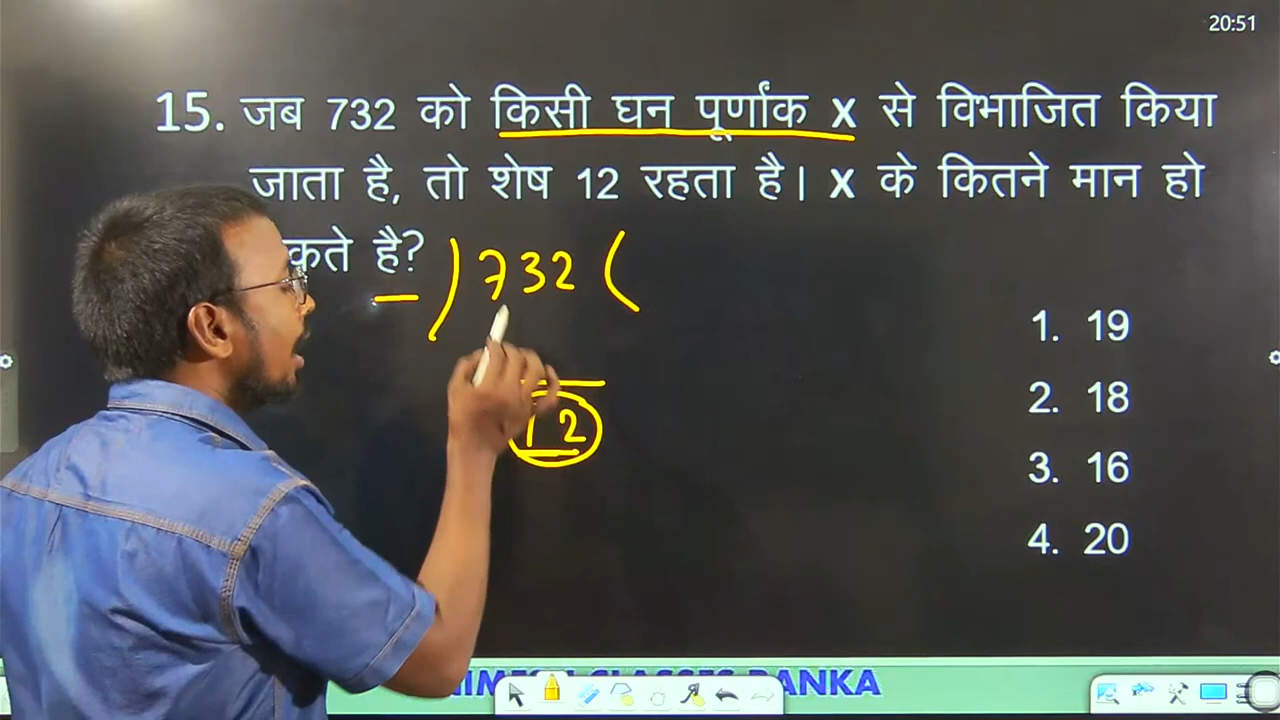 20:51
15. जब 732 को किसी घन पूर्णांक x से विभाजित किया
जाता है, तो शेष 12 रहता है। x के कितने मान हो
कते है?
) 732 (
12
1. 19
2. 18
3. 16
4. 20